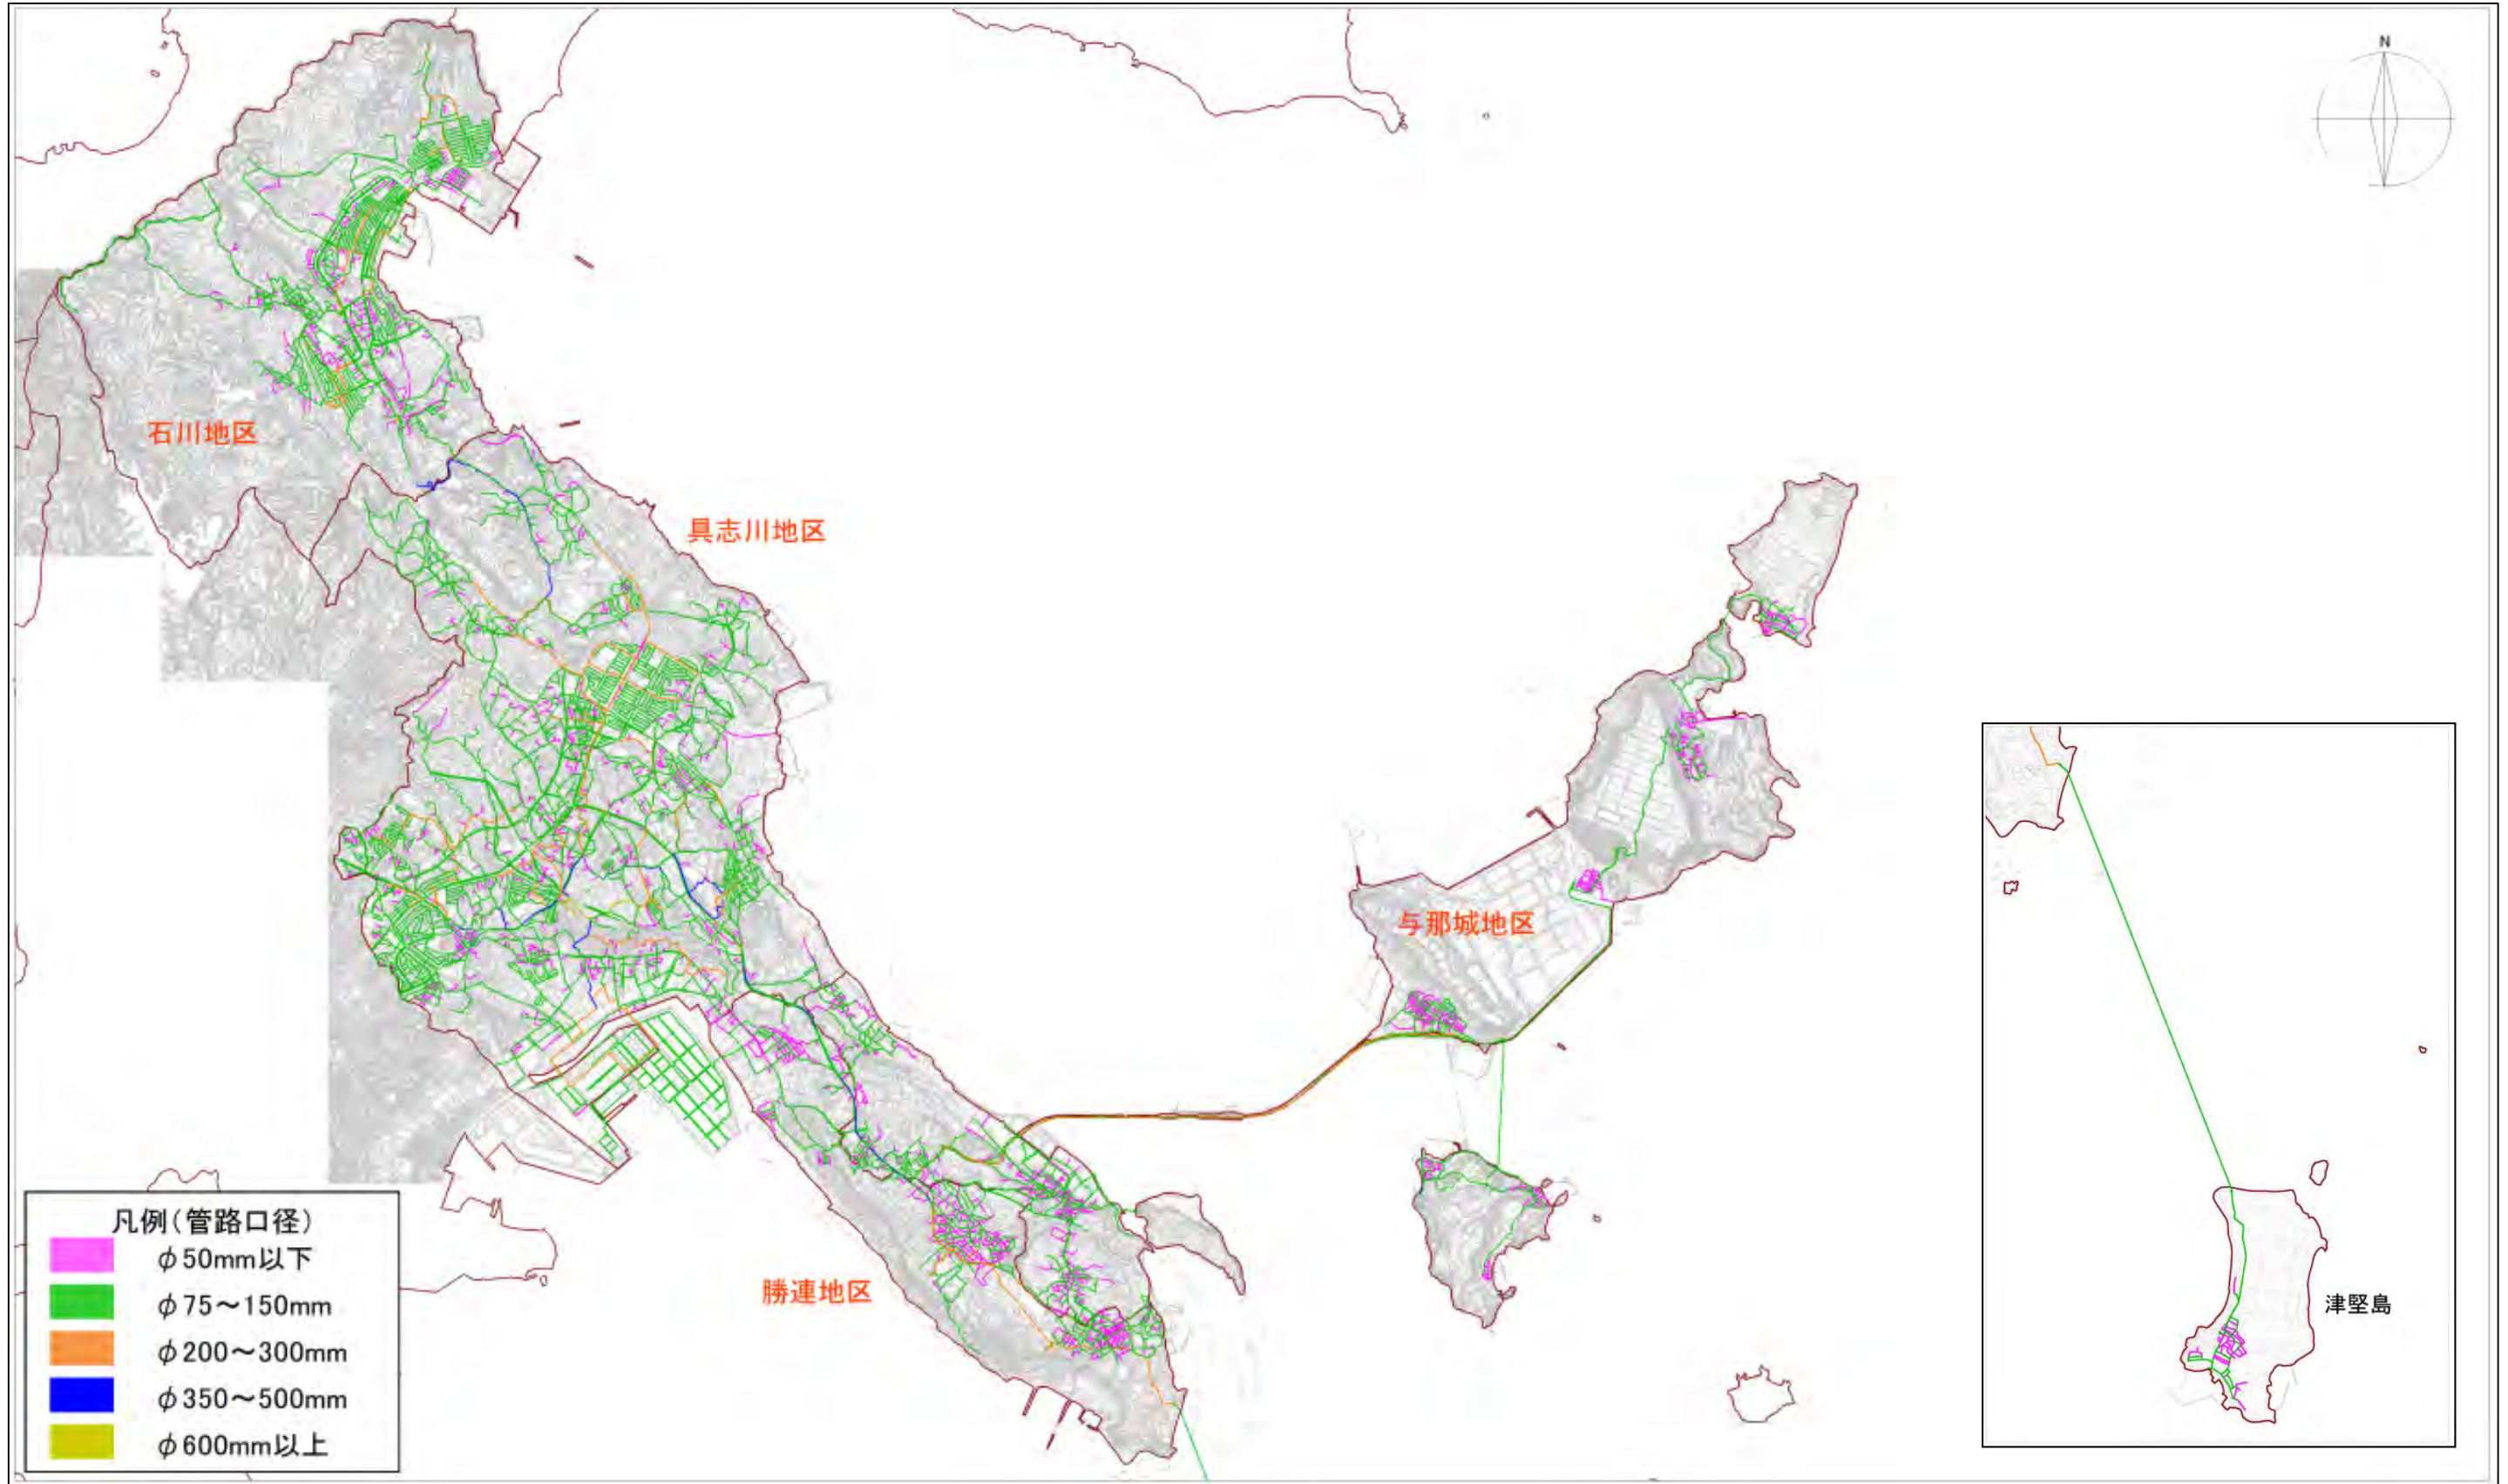 N
石川地区
具志川地区
与那城地区
津堅島
勝連地区
凡例(管路口径)
φ50mm以下
φ75~150mm
φ200~300mm
φ350~500mm
φ600mm以上